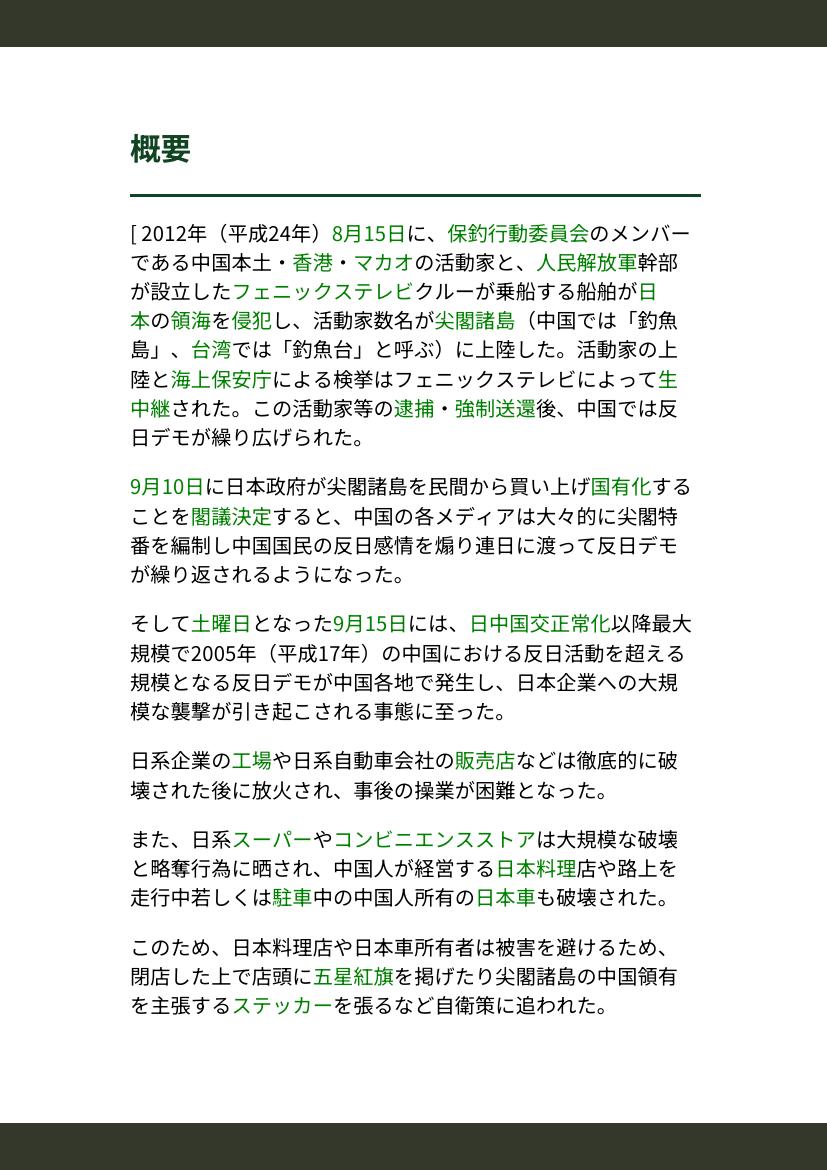 概要
[ 2012年（平成24年）8月15日に、保釣行動委員会のメンバー
である中国本土・香港・マカオの活動家と、人民解放軍幹部
が設立したフェニックステレビクルーが乗船する船舶が日
本の領海を侵犯し、活動家数名が尖閣諸島（中国では「釣魚
島」、台湾では「釣魚台」と呼ぶ）に上陸した。活動家の上
陸と海上保安庁による検挙はフェニックステレビによって生
中継された。この活動家等の逮捕・強制送還後、中国では反
日デモが繰り広げられた。
9月10日に日本政府が尖閣諸島を民間から買い上げ国有化する
ことを閣議決定すると、中国の各メディアは大々的に尖閣特
番を編制し中国国民の反日感情を煽り連日に渡って反日デモ
が繰り返されるようになった。
そして土曜日となった9月15日には、日中国交正常化以降最大
規模で2005年（平成17年）の中国における反日活動を超える
規模となる反日デモが中国各地で発生し、日本企業への大規
模な襲撃が引き起こされる事態に至った。
日系企業の工場や日系自動車会社の販売店などは徹底的に破
壊された後に放火され、事後の操業が困難となった。
また、日系スーパーやコンビニエンスストアは大規模な破壊
と略奪行為に晒され、中国人が経営する日本料理店や路上を
走行中若しくは駐車中の中国人所有の日本車も破壊された。
このため、日本料理店や日本車所有者は被害を避けるため、
閉店した上で店頭に五星紅旗を掲げたり尖閣諸島の中国領有
を主張するステッカーを張るなど自衛策に追われた。